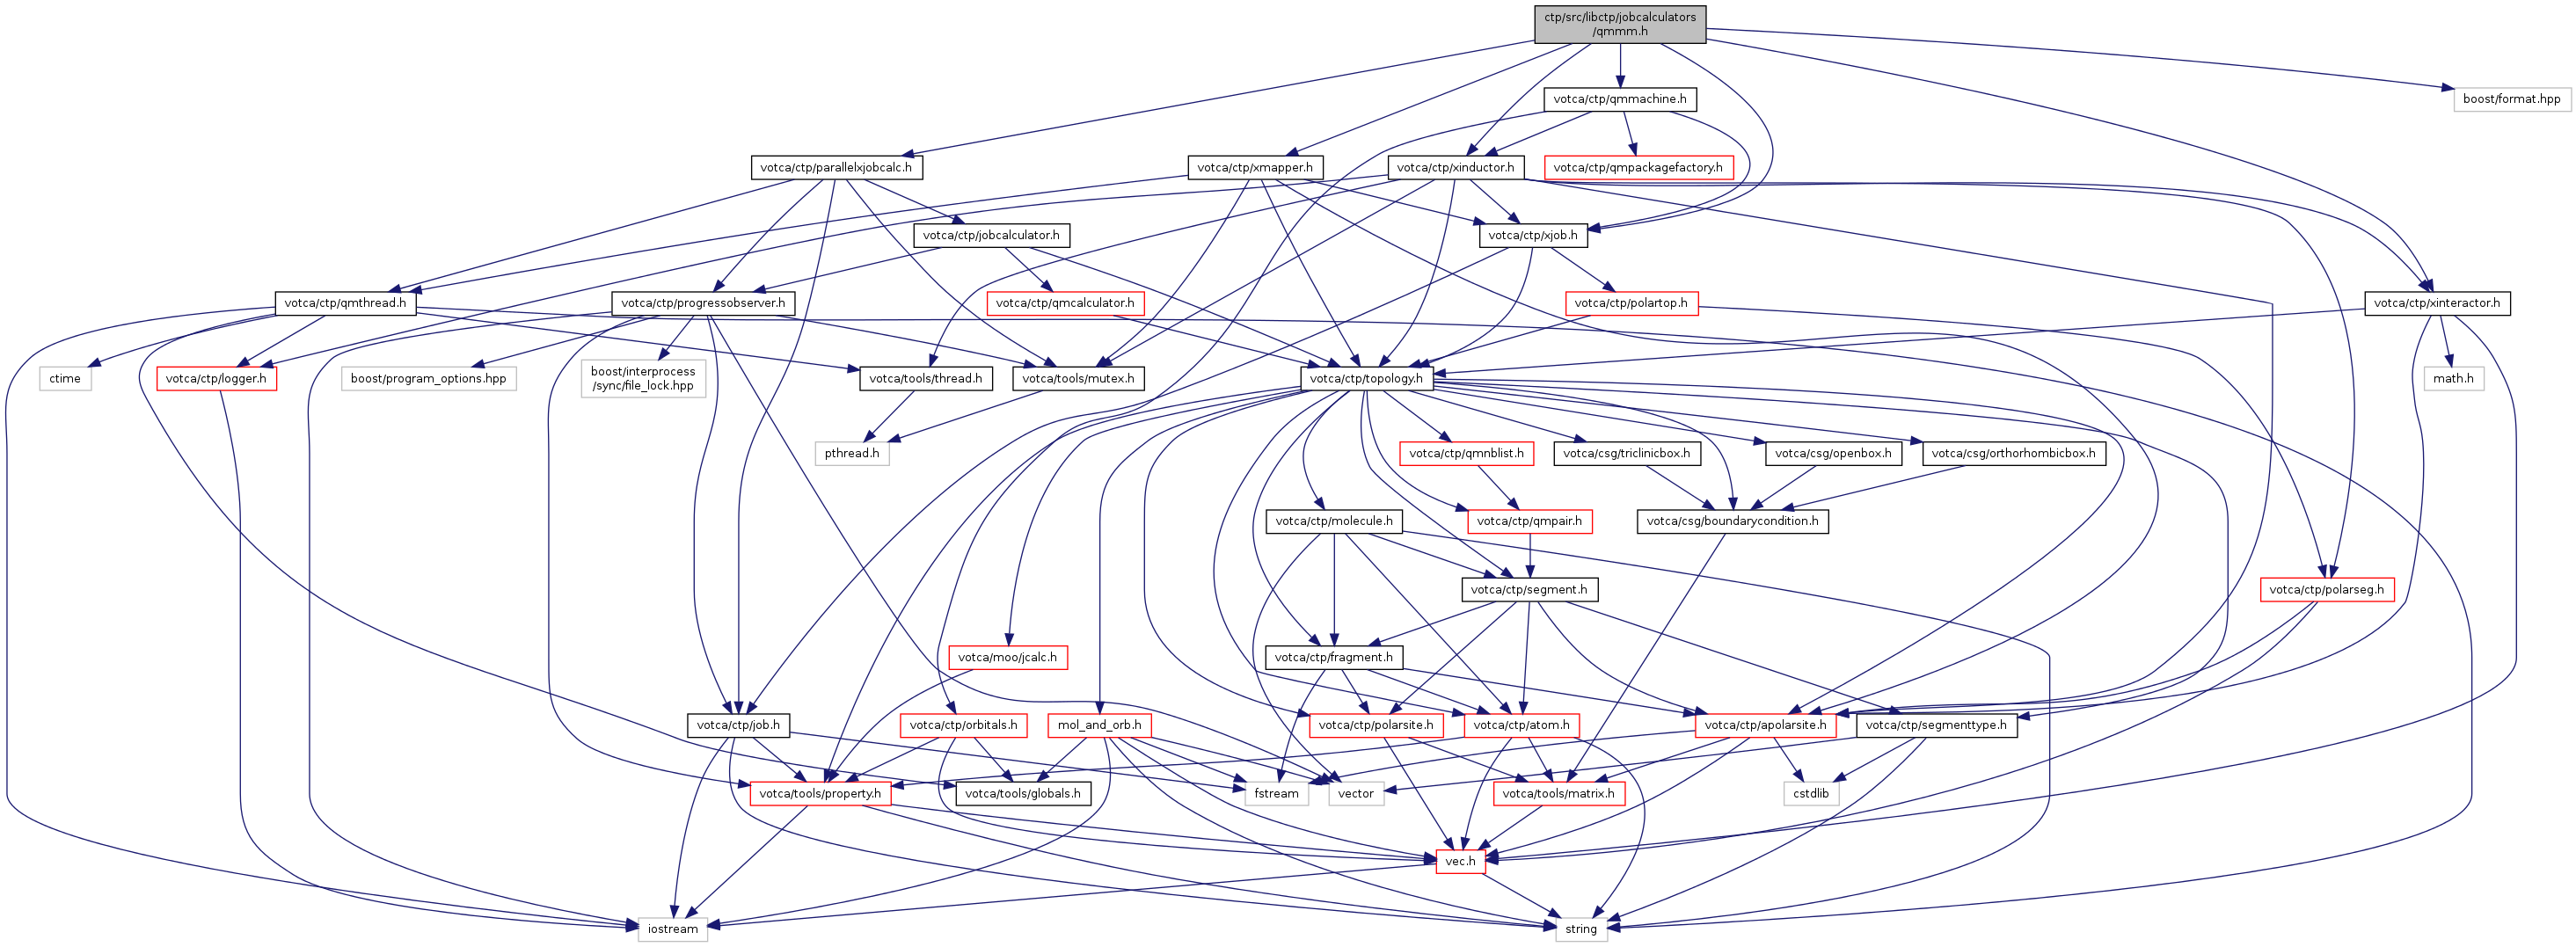 ctp/src/libctp/jobcalculators
/qmmm.h
votca/ctp/qmmachine.h
boost/format.hpp
votca/ctp/parallelxjobcalc.h
votca/ctp/xmapper.h
votca/ctp/xinductor.h
votca/ctp/qmpackagefactory.h
votca/ctp/jobcalculator.h
votca/ctp/xjob.h
votca/ctp/qmthread.h
votca/ctp/progressobserver.h
votca/ctp/qmcalculator.h
votca/ctp/polartop.h
votca/ctp/xinteractor.h
ctime
votca/ctp/logger.h
boost/program_options.hpp
boost/interprocess
/sync/file_lock.hpp
votca/tools/thread.h
votca/tools/mutex.h
votca/ctp/topology.h
math.h
pthread.h
votca/ctp/qmnblist.h
votca/csg/triclinicbox.h
votca/csg/openbox.h
votca/csg/orthorhombicbox.h
votca/ctp/molecule.h
votca/ctp/qmpair.h
votca/csg/boundarycondition.h
votca/ctp/segment.h
votca/ctp/polarseg.h
votca/moo/jcalc.h
votca/ctp/fragment.h
votca/ctp/job.h
votca/ctp/orbitals.h
mol_and_orb.h
votca/ctp/polarsite.h
votca/ctp/atom.h
votca/ctp/apolarsite.h
votca/ctp/segmenttype.h
votca/tools/property.h
votca/tools/globals.h
fstream
vector
votca/tools/matrix.h
cstdlib
vec.h
iostream
string